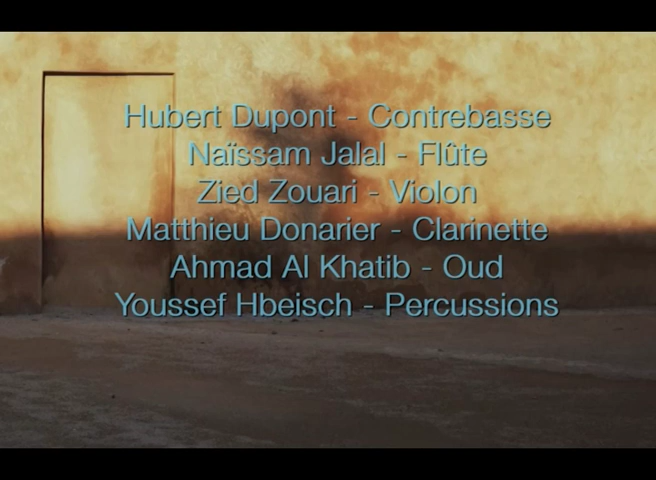 Hubert Dupont - Contrebasse
Naïssam Jalal - Flûte
Zied Zouari - Violon
Matthieu Donarier - Clarinette
Ahmad Al Khatib - Oud
Youssef Hbeisch - Percussions